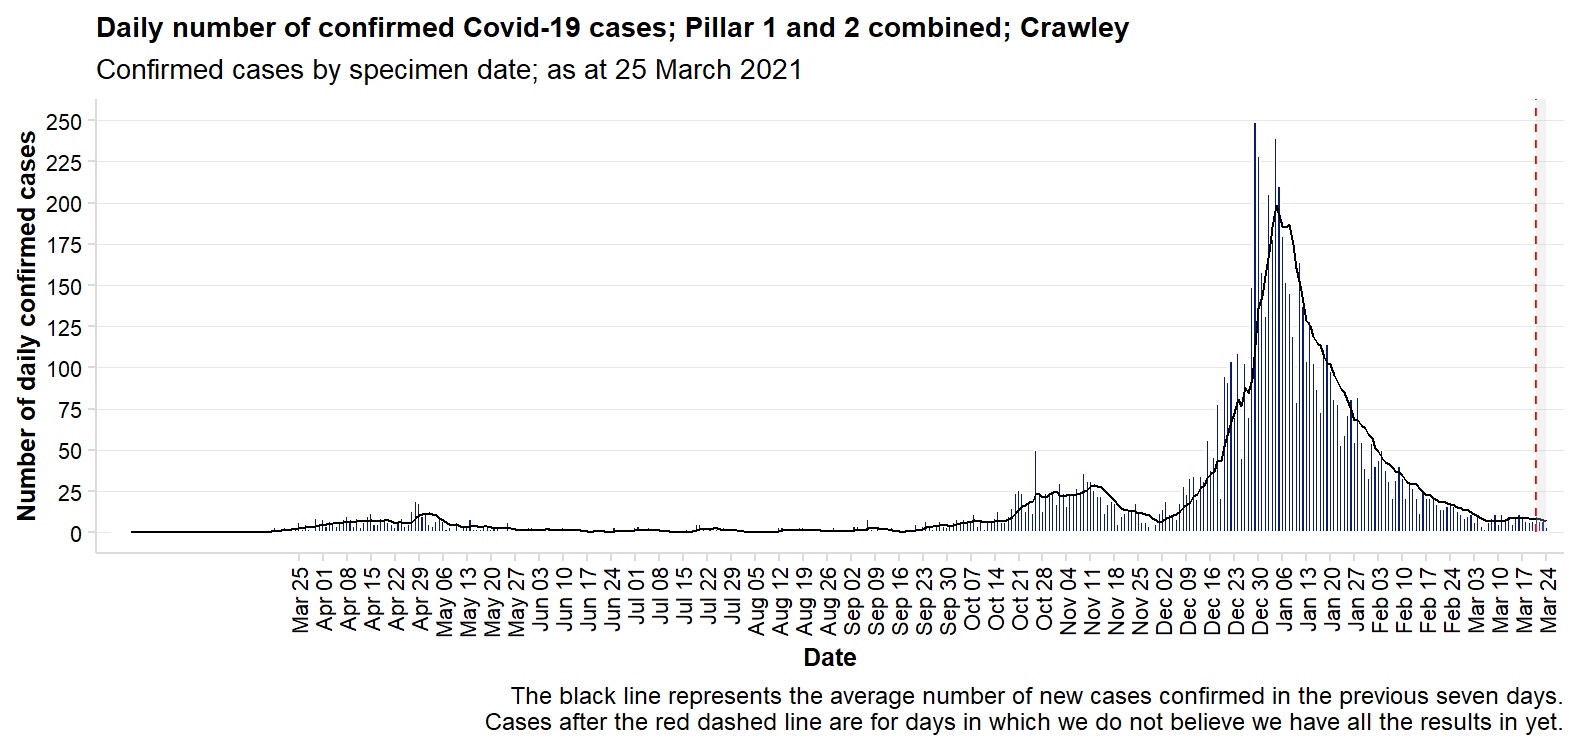 Daily number of confirmed Covid-19 cases; Pillar 1 and 2 combined; Crawley
Confirmed cases by specimen date; as at 25 March 2021
Number of daily confirmed cases
250
225
200
175
150
125
100
75
50
25
0
Mar 25
Apr 01
Apr 08
Apr 15
Apr 22
Apr 29
May 06
May 13
May 20
May 27
Jun 03
Jun 10
Jun 17
Jun 24
Jul 01
Jul 08
Jul 15
Jul 22
Jul 29
Aug 05
Aug 12
Aug 19
Aug 26
Sep 02
Sep 09
Sep 16
Sep 23
Sep 30
Oct 07
Oct 14
Oct 21
Oct 28
Nov 04
Nov 11
Nov 18
Nov 25
Dec 02
Dec 09
Dec 16
Dec 23
Dec 30
Jan 06
Jan 13
Jan 20
Jan 27
Feb 03
Feb 10
Feb 17
Feb 24
Mar 03
Mar 10
Mar 17
Mar 24
Date
The black line represents the average number of new cases confirmed in the previous seven days.
Cases after the red dashed line are for days in which we do not believe we have all the results in yet.